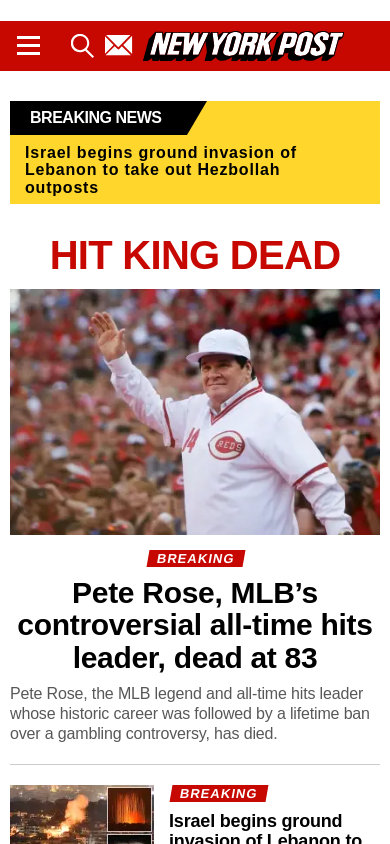 NEW YORK POST
BREAKING NEWS
Israel begins ground invasion of
Lebanon to take out Hezbollah
outposts
HIT KING DEAD
14
REDS
BREAKING
Pete Rose, MLB’s
controversial all-time hits
leader, dead at 83
Pete Rose, the MLB legend and all-time hits leader
whose historic career was followed by a lifetime ban
over a gambling controversy, has died.
BREAKING
Israel begins ground
invasion of Lebanon to